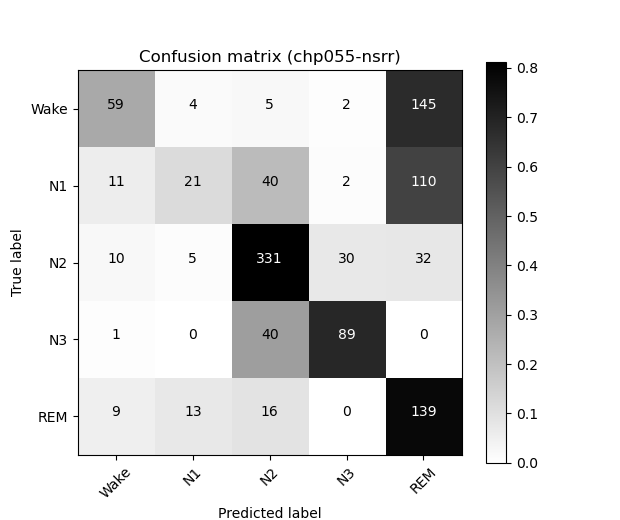 Confusion matrix (chp055-nsrr)
True label
Wake 59 4 5 2 145
N1 11 21 40 2 110
N2 10 5 331 30 32
N3 1 0 40 89 0
REM 9 13 16 0 139
Wake N1 N2 N3 REM
Predicted label
0.8
0.7
0.6
0.5
0.4
0.3
0.2
0.1
0.0